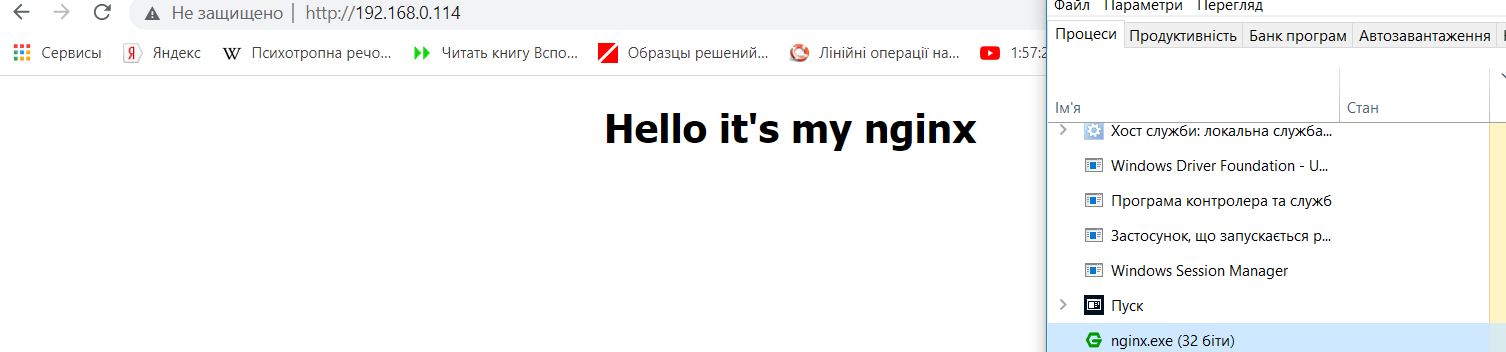 Не защищено | http://192.168.0.114
Сервисы Яндекс Психотропна речо... Читать книгу Вспо... Образцы решений... Лінійні операції на... 1:57:2
Hello it's my nginx
Файл Параметри Перегляд
Процеси Продуктивність Банк програм Автозавантаження
Ім'я Стан
Хост служби: локальна служба...
Windows Driver Foundation - U...
Програма контролера та служб
Застосунок, що запускається р...
Windows Session Manager
Пуск
nginx.exe (32 біти)